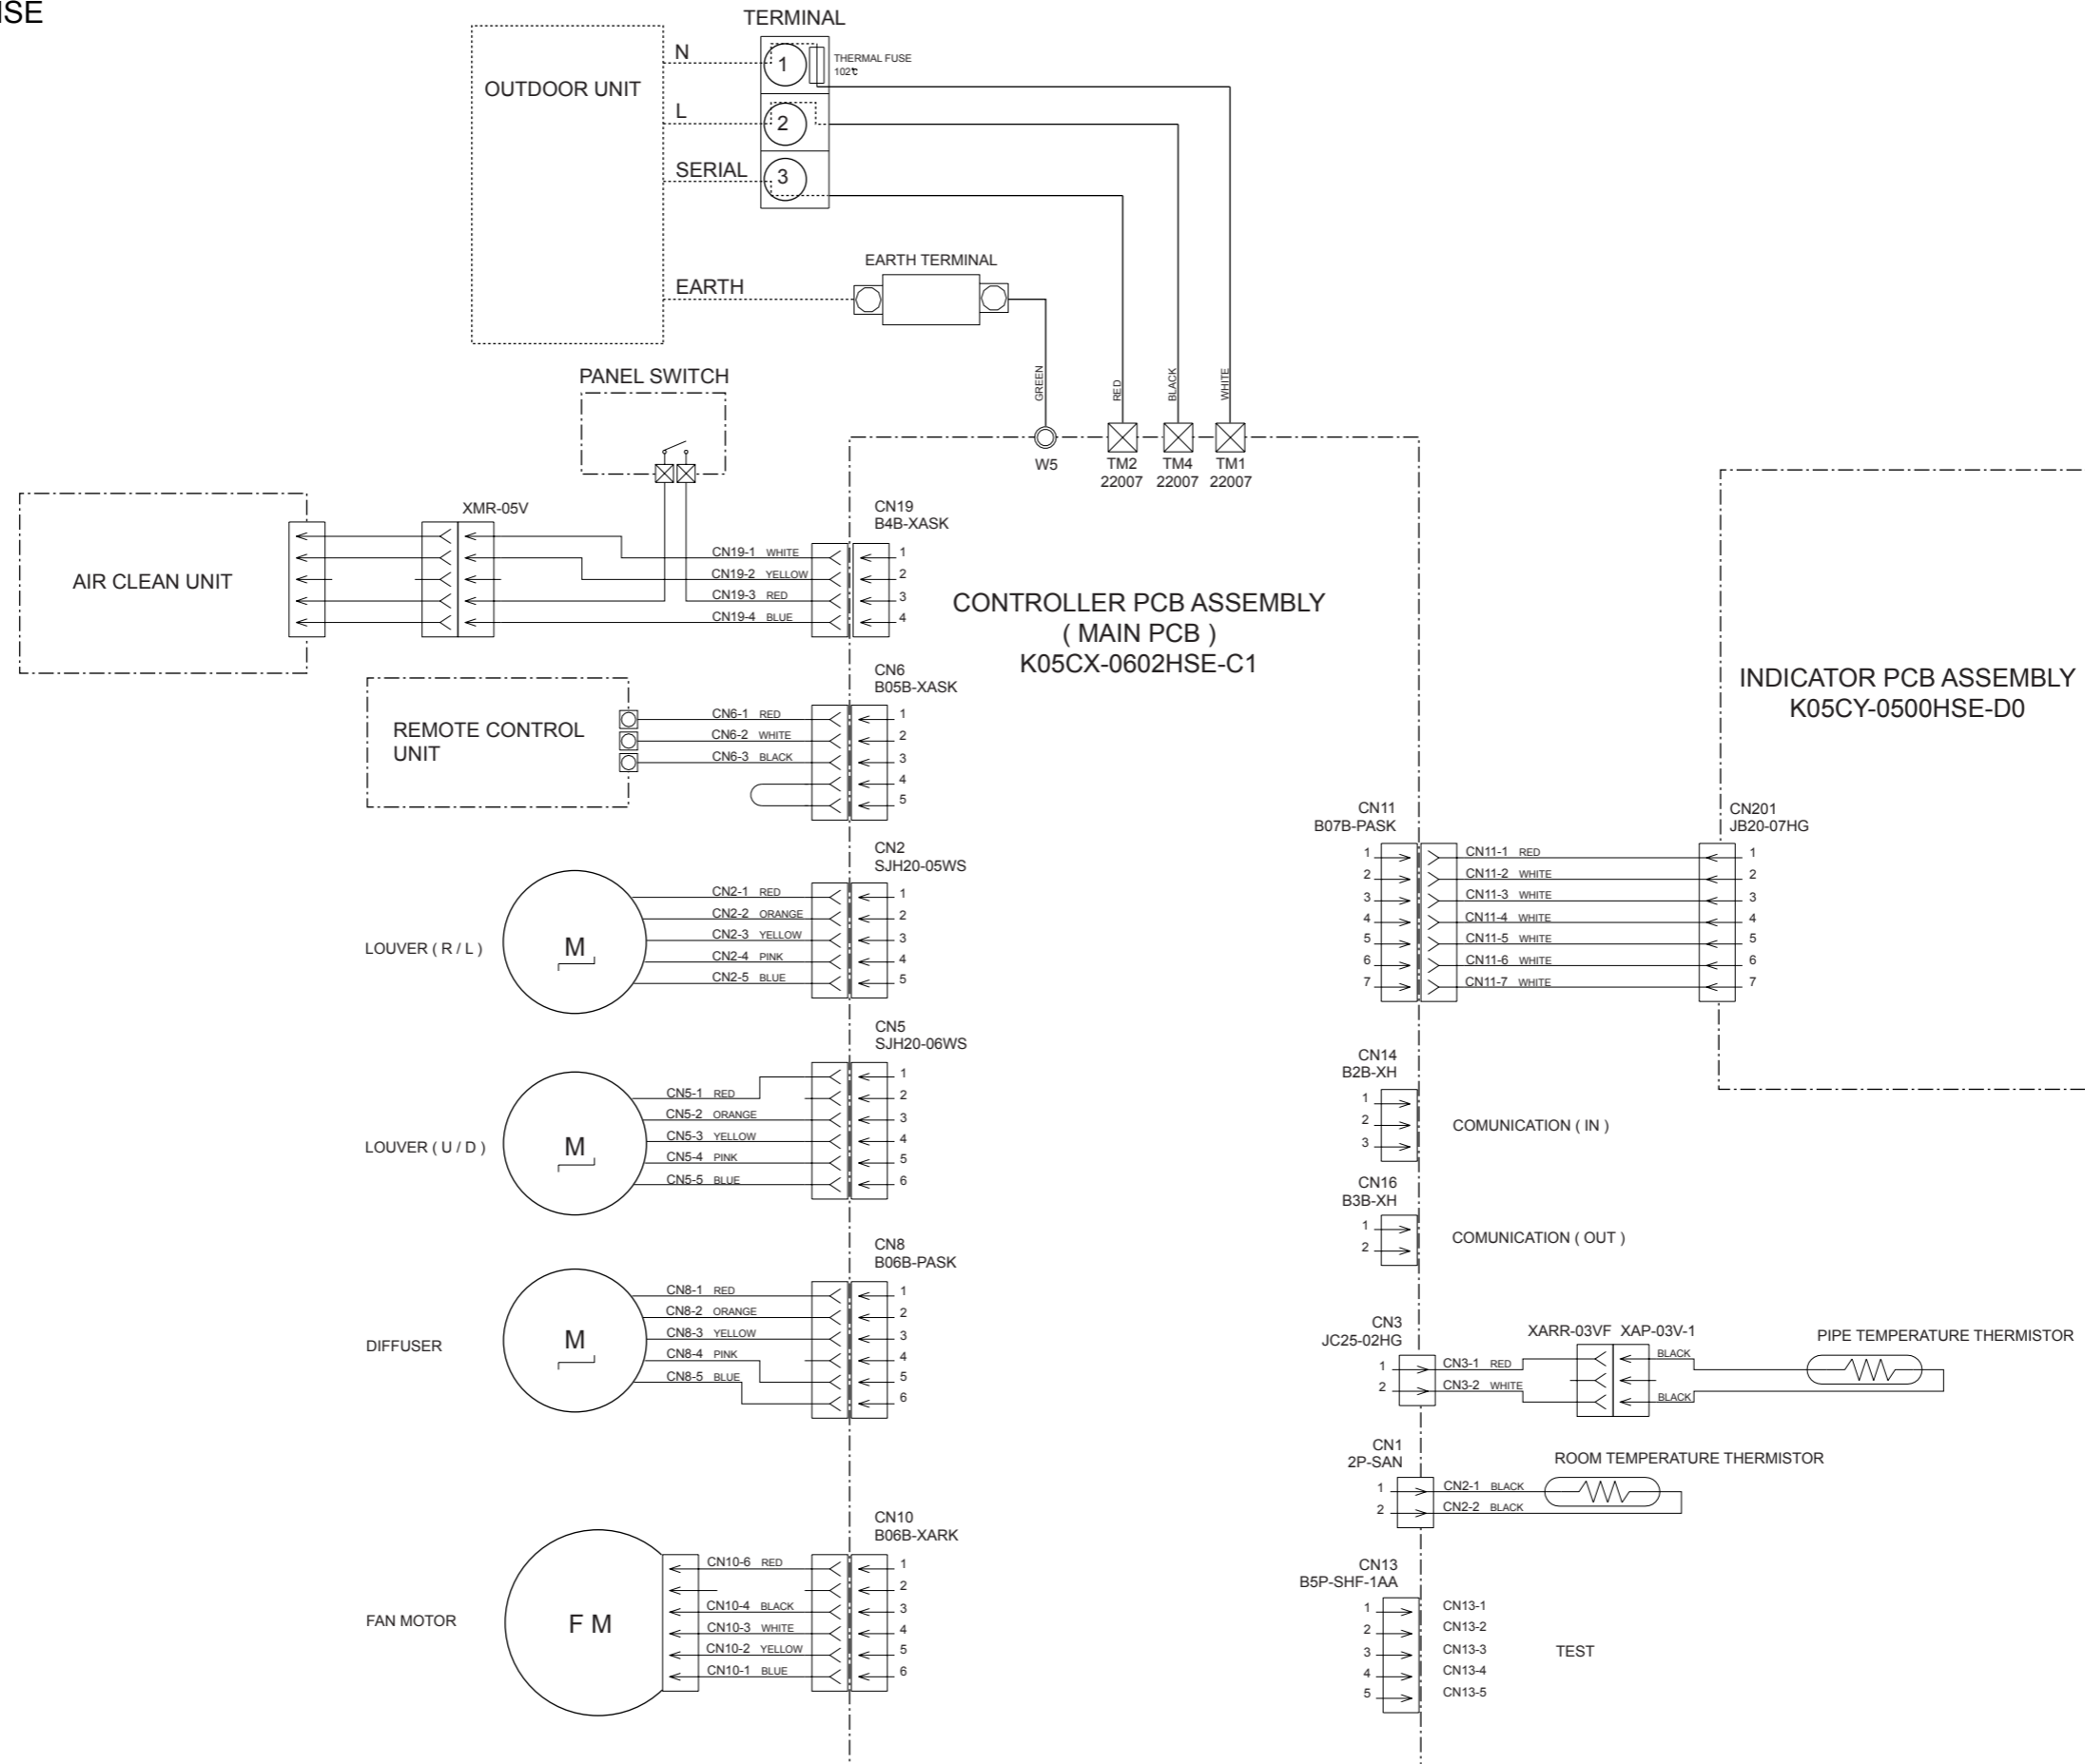 TERMINAL
OUTDOOR UNIT
N
1
THERMAL FUSE
102℃
L
2
SERIAL
3
EARTH
EARTH TERMINAL
PANEL SWITCH
GREEN
RED
BLACK
WHITE
W5
TM2
22007
TM4
22007
TM1
22007
AIR CLEAN UNIT
XMR-05V
CN19
B4B-XASK
CN19-1 WHITE 1
CN19-2 YELLOW 2
CN19-3 RED 3
CN19-4 BLUE 4
CONTROLLER PCB ASSEMBLY
( MAIN PCB )
K05CX-0602HSE-C1
INDICATOR PCB ASSEMBLY
K05CY-0500HSE-D0
REMOTE CONTROL
UNIT
CN6
B05B-XASK
CN6-1 RED 1
CN6-2 WHITE 2
CN6-3 BLACK 3
4
5
CN2
SJH20-05WS
LOUVER ( R / L )
M
CN2-1 RED 1
CN2-2 ORANGE 2
CN2-3 YELLOW 3
CN2-4 PINK 4
CN2-5 BLUE 5
CN11
B07B-PASK
CN201
JB20-07HG
1 CN11-1 RED 1
2 CN11-2 WHITE 2
3 CN11-3 WHITE 3
4 CN11-4 WHITE 4
5 CN11-5 WHITE 5
6 CN11-6 WHITE 6
7 CN11-7 WHITE 7
CN5
SJH20-06WS
LOUVER ( U / D )
M
1
CN5-1 RED 2
CN5-2 ORANGE 3
CN5-3 YELLOW 4
CN5-4 PINK 5
CN5-5 BLUE 6
CN14
B2B-XH
1
2
3
COMUNICATION ( IN )
CN16
B3B-XH
1
2
COMUNICATION ( OUT )
CN8
B06B-PASK
DIFFUSER
M
CN8-1 RED 1
CN8-2 ORANGE 2
CN8-3 YELLOW 3
CN8-4 PINK 4
CN8-5 BLUE 5
6
CN3
JC25-02HG
XARR-03VF XAP-03V-1
PIPE TEMPERATURE THERMISTOR
1 CN3-1 RED BLACK
2 CN3-2 WHITE BLACK
CN1
2P-SAN
ROOM TEMPERATURE THERMISTOR
1 CN2-1 BLACK
2 CN2-2 BLACK
CN10
B06B-XARK
FAN MOTOR
F M
CN10-6 RED 1
2
CN10-4 BLACK 3
CN10-3 WHITE 4
CN10-2 YELLOW 5
CN10-1 BLUE 6
CN13
B5P-SHF-1AA
1 CN13-1
2 CN13-2
3 CN13-3
4 CN13-4
5 CN13-5
TEST